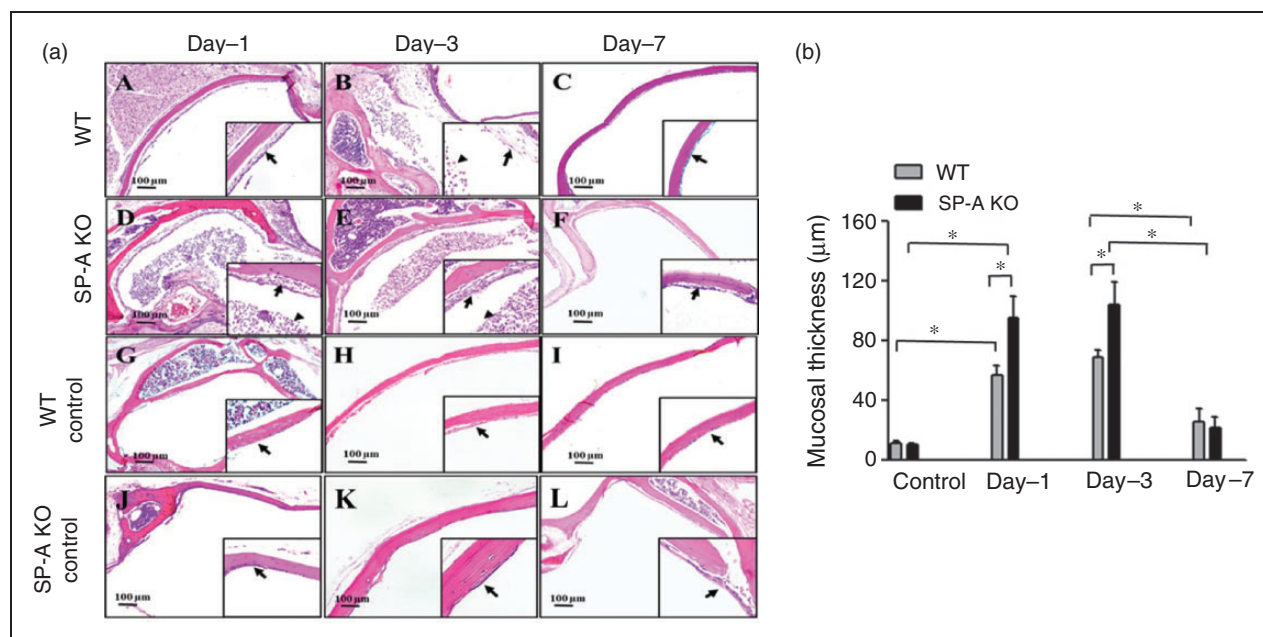 (a)
Day–1
Day–3
Day–7
WT
A
100 µm
B
100 µm
C
100 µm
SP-A KO
D
100 µm
E
100 µm
F
100 µm
WT
control
G
100 µm
H
100 µm
I
100 µm
SP-A KO
control
J
100 µm
K
100 µm
L
100 µm
(b)
WT
SP-A KO
Mucosal thickness (µm)
160
120
80
40
0
*
*
*
*
*
*
Control
Day–1
Day–3
Day–7